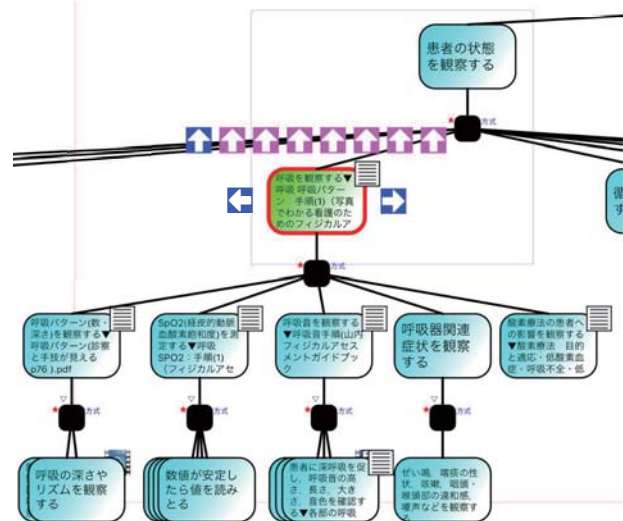 患者の状態
を観察する
*
方式
呼吸を観察する▼
呼吸 呼吸パター
ン：手順(1)（写真
でわかる看護のた
めのフィジカルア
循
す
*
方式
呼吸パターン(数・
深さ)を観察する▼
呼吸パターン(診察
と手技が見える
p76 ).pdf
SpO2(経皮的動脈
血酸素飽和度)を測
定する▼呼吸
SPO2：手順(1)
（フィジカルアセ
呼吸音を観察する
▼呼吸音手順(山内
フィジカルアセス
メントガイドブッ
ク
呼吸器関連
症状を観察
する
酸素療法の患者へ
の影響を観察する
▼酸素療法　目的
と適応・低酸素血
症・呼吸不全・低
*
方式
*
方式
*
方式
*
方式
呼吸の深さや
リズムを観察
する
数値が安定し
たら値を読み
とる
患者に深呼吸を促
し，呼吸音の高
さ，長さ，大き
さ，音色を確認す
る▼各部の呼吸
ぜい鳴，喀痰の性
状，咳嗽，咽頭・
喉頭部の違和感，
嗄声などを観察す
る